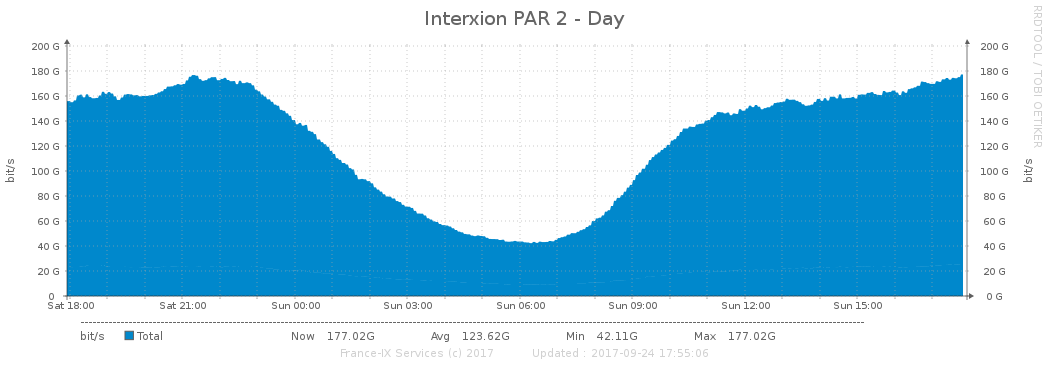 Interxion PAR 2 - Day
RRDTOOL / TOBI OETIKER
200 G 200 G
180 G 180 G
160 G 160 G
140 G 140 G
120 G 120 G
100 G 100 G
80 G 80 G
60 G 60 G
40 G 40 G
20 G 20 G
0 0 G
bit/s
bit/s
Sat 18:00 Sat 21:00 Sun 00:00 Sun 03:00 Sun 06:00 Sun 09:00 Sun 12:00 Sun 15:00
bit/s Total Now 177.02G Avg 123.62G Min 42.11G Max 177.02G
France-IX Services (c) 2017 Updated : 2017-09-24 17:55:06